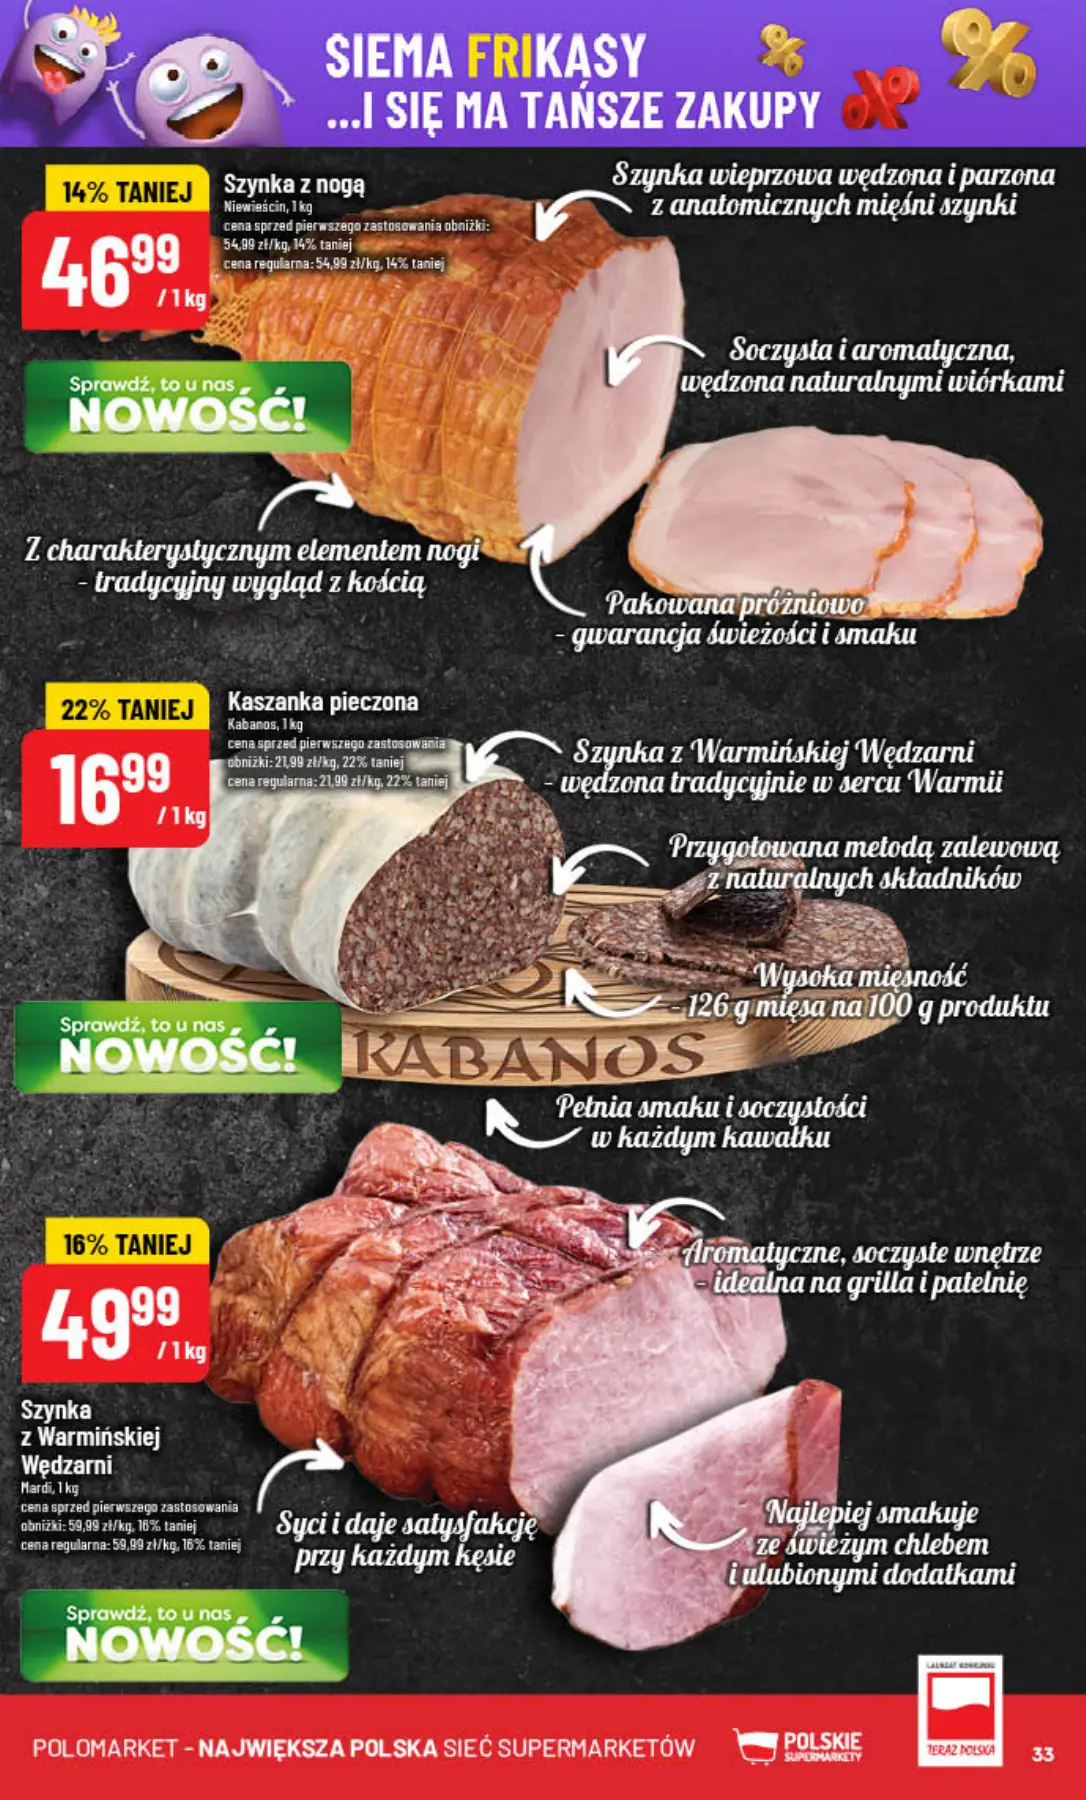 SIEMA FRIKASY
...I SIĘ MA TAŃSZE ZAKUPY
14% TANIEJ
46 99
/1 kg
Szynka z nogą
Niewieścin, 1 kg
cena sprzed pierwszego zastosowania obniżki:
54,99 zł/kg, 14% taniej
cena regularna: 54,99 zł/kg, 14% taniej
Szynka wieprzowa wędzona i parzona
z anatomicznych mięśni szynki
Soczysta i aromatyczna,
wędzona naturalnymi wiórkami
Sprawdź, to u nas
NOWOŚĆ!
Z charakterystycznym elementem nogi
- tradycyjny wygląd z kością
Pakowana próżniowo
- gwarancja świeżości i smaku
22% TANIEJ
16 99
/1 kg
Kaszanka pieczona
Kabanos, 1 kg
cena sprzed pierwszego zastosowania
obniżki: 21,99 zł/kg, 22% taniej
cena regularna: 21,99 zł/kg, 22% taniej
Szynka z Warmińskiej Wędzarni
- wędzona tradycyjnie w sercu Warmii
Przygotowana metodą zalewową
z naturalnych składników
Wysoka mięsność
- 126 g mięsa na 100 g produktu
Sprawdź, to u nas
NOWOŚĆ!
KABANOS
Pełnia smaku i soczystości
w każdym kawałku
16% TANIEJ
49 99
/1 kg
Szynka
z Warmińskiej
Wędzarni
Mardi, 1 kg
cena sprzed pierwszego zastosowania
obniżki: 59,99 zł/kg, 16% taniej
cena regularna: 59,99 zł/kg, 16% taniej
Aromatyczne, soczyste wnętrze
- idealna na grilla i patelnię
Syci i daje satysfakcję
przy każdym kęsie
Najlepiej smakuje
ze świeżym chlebem
i ulubionymi dodatkami
Sprawdź, to u nas
NOWOŚĆ!
POLOMARKET - NAJWIĘKSZA POLSKA SIEĆ SUPERMARKETÓW
POLSKIE
SUPERMARKETY
LAUREAT KONKURSU
TERAZ POLSKA
33